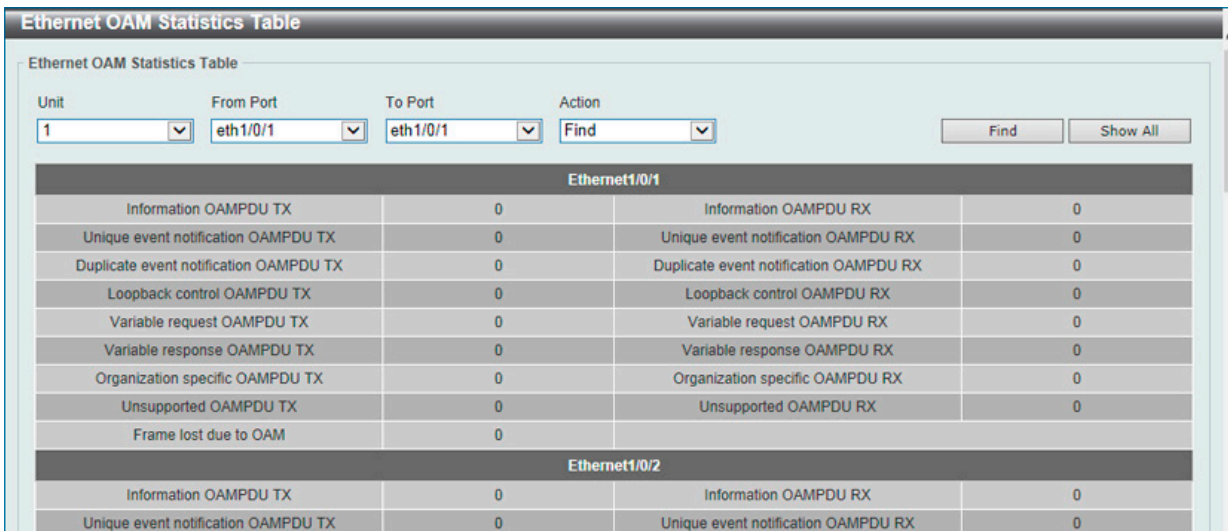 Ethernet OAM Statistics Table
Ethernet OAM Statistics Table
Unit From Port To Port Action
1 eth1/0/1 eth1/0/1 Find Find Show All
Ethernet1/0/1
Information OAMPDU TX 0 Information OAMPDU RX 0
Unique event notification OAMPDU TX 0 Unique event notification OAMPDU RX 0
Duplicate event notification OAMPDU TX 0 Duplicate event notification OAMPDU RX 0
Loopback control OAMPDU TX 0 Loopback control OAMPDU RX 0
Variable request OAMPDU TX 0 Variable request OAMPDU RX 0
Variable response OAMPDU TX 0 Variable response OAMPDU RX 0
Organization specific OAMPDU TX 0 Organization specific OAMPDU RX 0
Unsupported OAMPDU TX 0 Unsupported OAMPDU RX 0
Frame lost due to OAM 0
Ethernet1/0/2
Information OAMPDU TX 0 Information OAMPDU RX 0
Unique event notification OAMPDU TX 0 Unique event notification OAMPDU RX 0